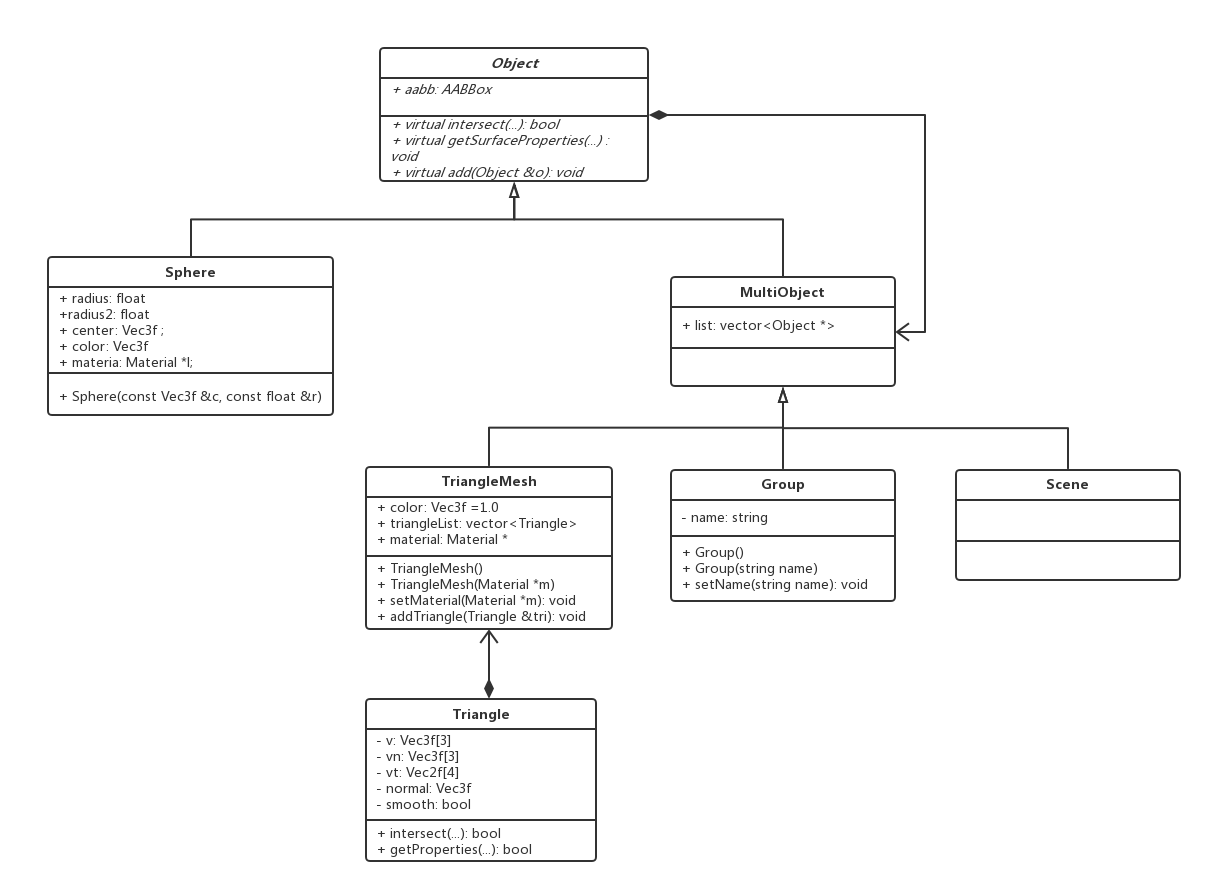 Object
+ aabb: AABBox
+ virtual intersect(...): bool
+ virtual getSurfaceProperties(...) :
void
+ virtual add(Object &o): void
Sphere
+ radius: float
+radius2: float
+ center: Vec3f ;
+ color: Vec3f
+ materia: Material *l;
+ Sphere(const Vec3f &c, const float &r)
MultiObject
+ list: vector<Object *>
TriangleMesh
+ color: Vec3f =1.0
+ triangleList: vector<Triangle>
+ material: Material *
+ TriangleMesh()
+ TriangleMesh(Material *m)
+ setMaterial(Material *m): void
+ addTriangle(Triangle &tri): void
Group
- name: string
+ Group()
+ Group(string name)
+ setName(string name): void
Scene
Triangle
- v: Vec3f[3]
- vn: Vec3f[3]
- vt: Vec2f[4]
- normal: Vec3f
- smooth: bool
+ intersect(...): bool
+ getProperties(...): bool